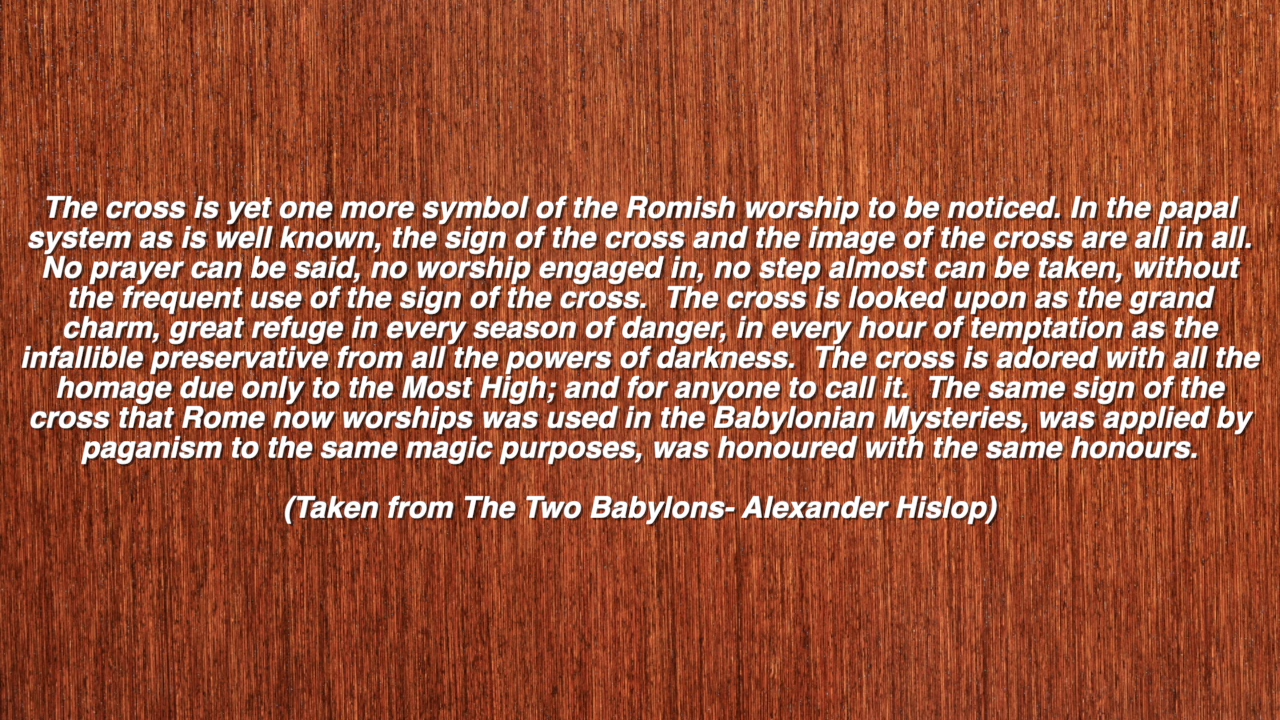 The cross is yet one more symbol of the Romish worship to be noticed. In the papal
system as is well known, the sign of the cross and the image of the cross are all in all.
No prayer can be said, no worship engaged in, no step almost can be taken, without
the frequent use of the sign of the cross.  The cross is looked upon as the grand
charm, great refuge in every season of danger, in every hour of temptation as the
infallible preservative from all the powers of darkness.  The cross is adored with all the
homage due only to the Most High; and for anyone to call it.  The same sign of the
cross that Rome now worships was used in the Babylonian Mysteries, was applied by
paganism to the same magic purposes, was honoured with the same honours.
(Taken from The Two Babylons- Alexander Hislop)